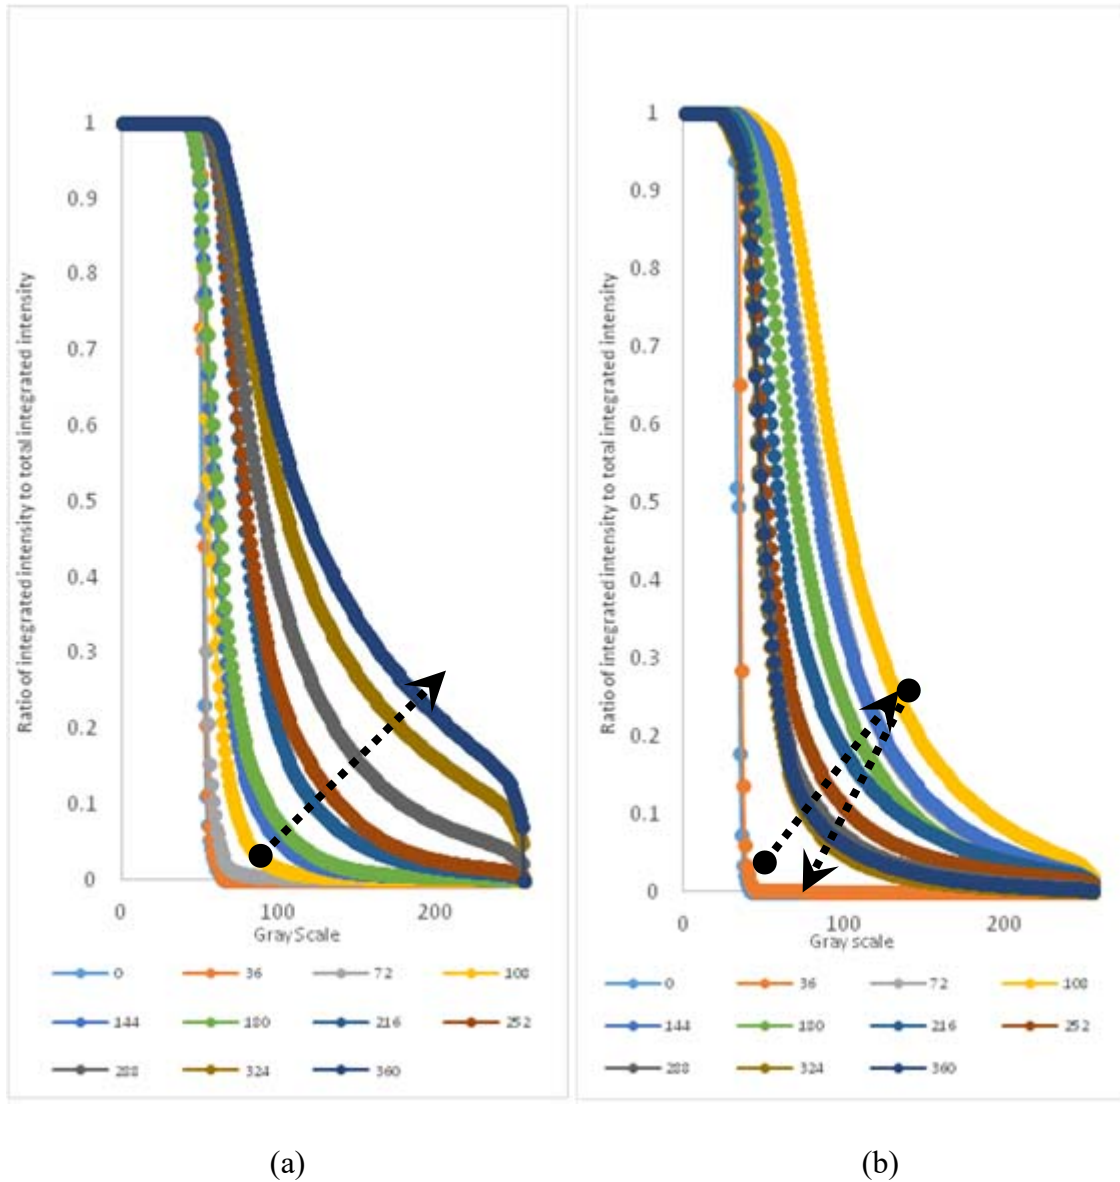 Ratio of integrated intensity to total integrated intensity
1
0.9
0.8
0.7
0.6
0.5
0.4
0.3
0.2
0.1
0
0 100 200
Gray Scale
0 36 72 108
144 180 216 252
288 324 360
(a)
Ratio of integrated intensity to total integrated intensity
1
0.9
0.8
0.7
0.6
0.5
0.4
0.3
0.2
0.1
0
0 100 200
Gray scale
0 36 72 108
144 180 216 252
288 324 360
(b)